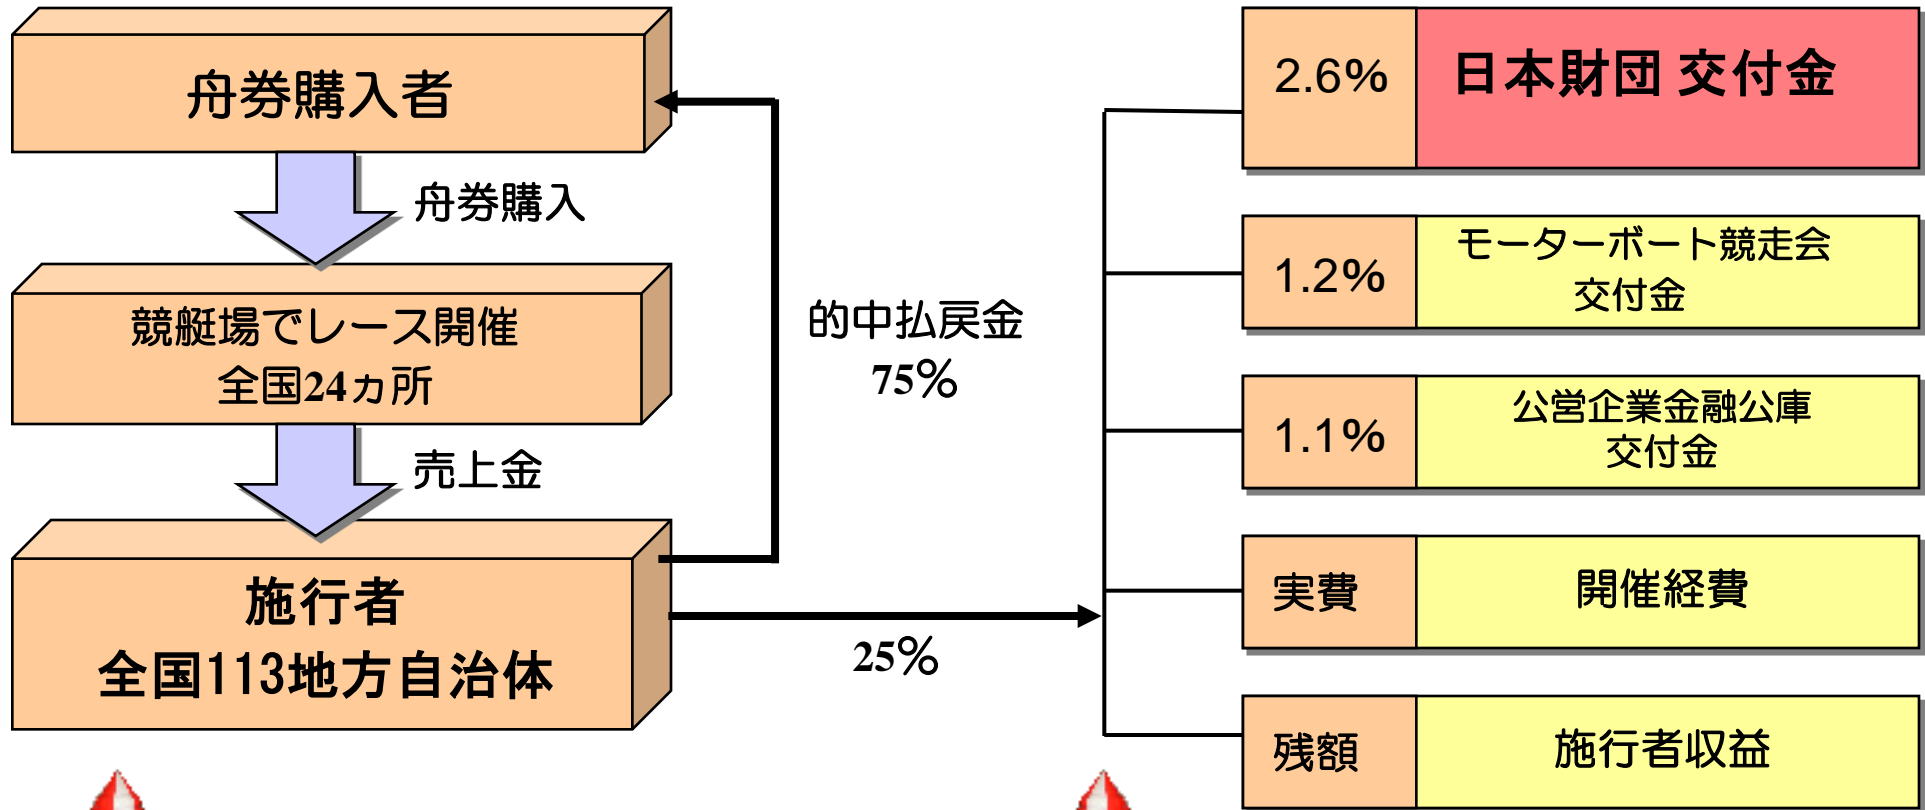 舟券購入者
舟券購入
競艇場でレース開催
全国24ヵ所
売上金
施行者
全国113地方自治体
的中払戻金
75%
25%
2.6% 日本財団 交付金
1.2% モーターボート競走会
交付金
1.1% 公営企業金融公庫
交付金
実費 開催経費
残額 施行者収益